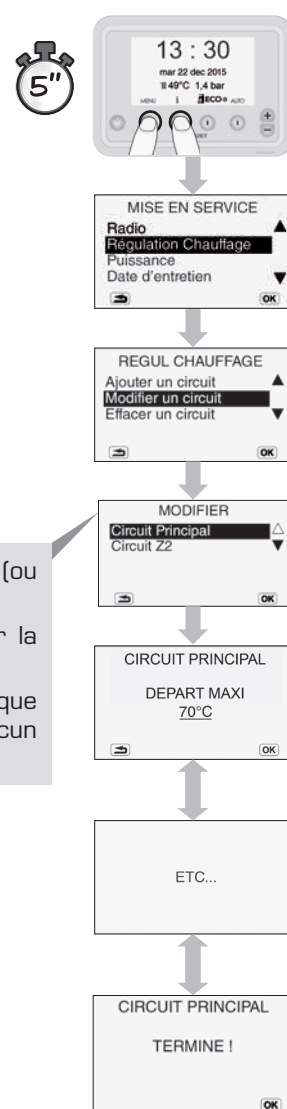 5"
13 : 30
mar 22 dec 2015
49°C 1,4 bar
MENU i ECO+ AUTO
MISE EN SERVICE
Radio
Régulation Chauffage
Puissance
Date d'entretien
OK
REGUL CHAUFFAGE
Ajouter un circuit
Modifier un circuit
Effacer un circuit
OK
MODIFIER
Circuit Principal
Circuit Z2
OK
(ou
r la
que
cun
CIRCUIT PRINCIPAL
DEPART MAXI
70°C
OK
ETC...
CIRCUIT PRINCIPAL
TERMINE !
OK